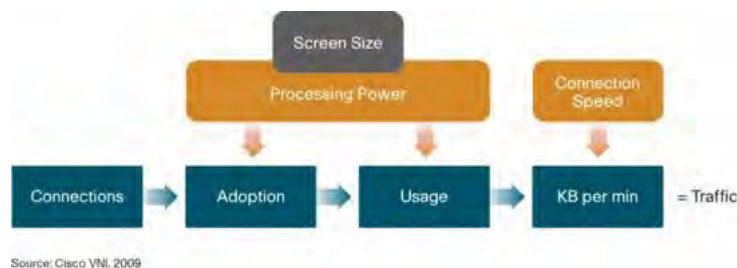 Screen Size
Processing Power
Connection
Speed
Connections
Adoption
Usage
KB per min
= Traffic
Source: Cisco VNI, 2009